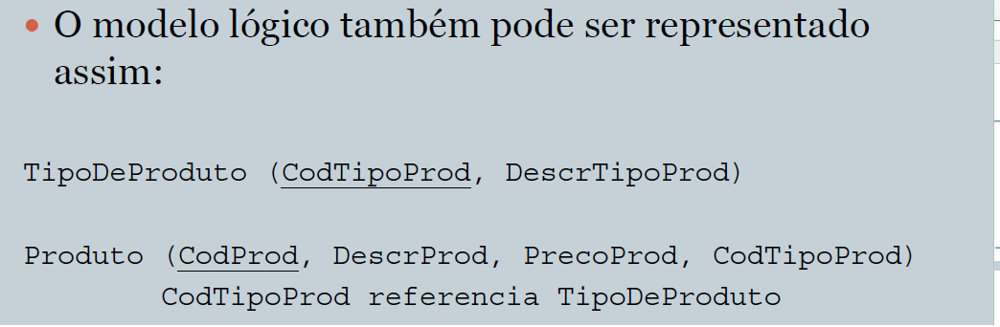 • O modelo lógico também pode ser representado
assim:
TipoDeProduto (CodTipoProd, DescrTipoProd)
Produto (CodProd, DescrProd, PrecoProd, CodTipoProd)
CodTipoProd referencia TipoDeProduto